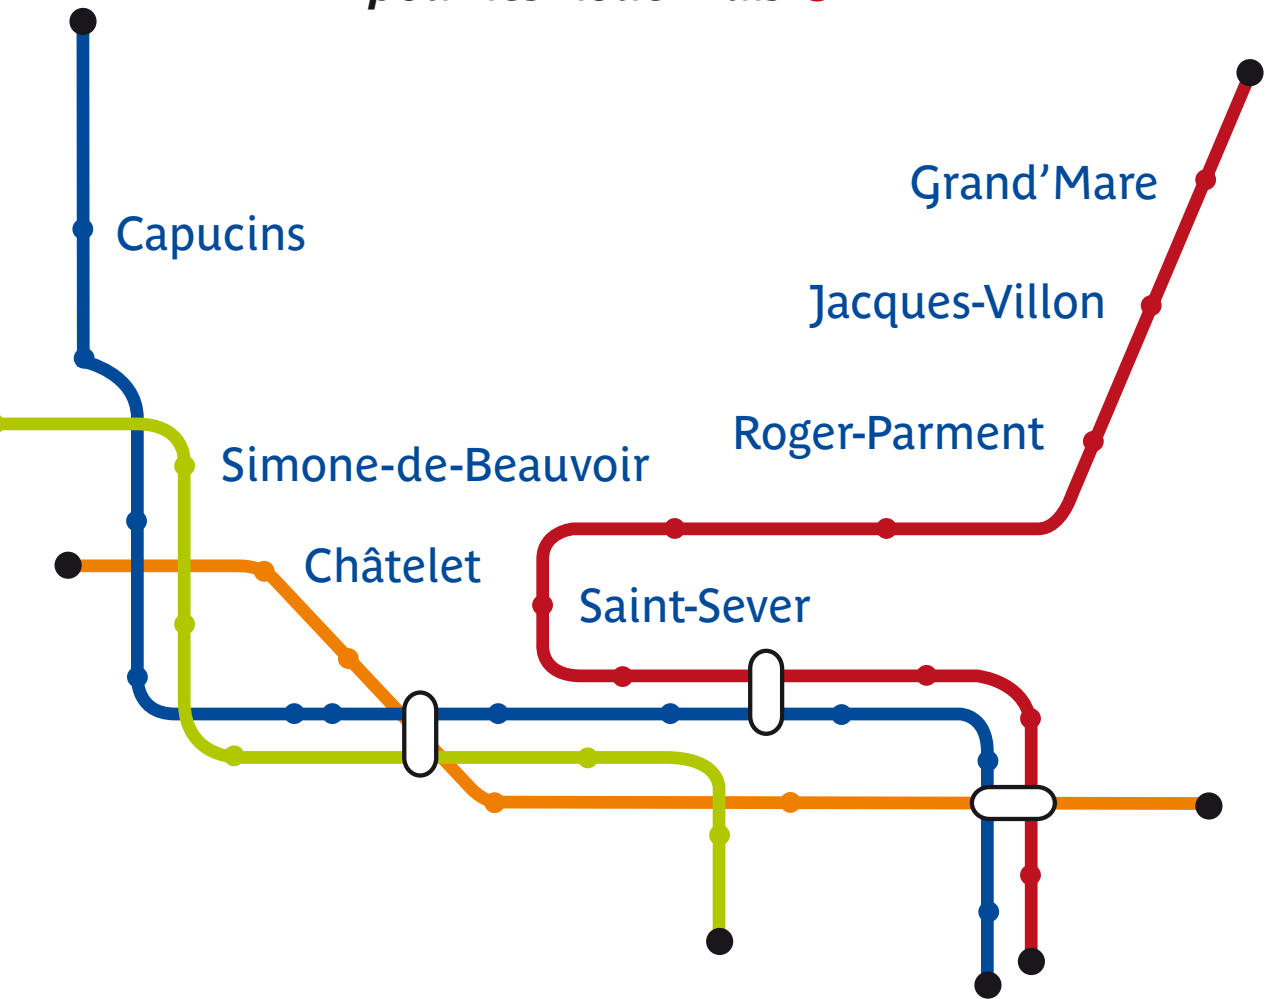 Grand’Mare
Capucins
Jacques-Villon
Roger-Parment
Simone-de-Beauvoir
Châtelet
Saint-Sever